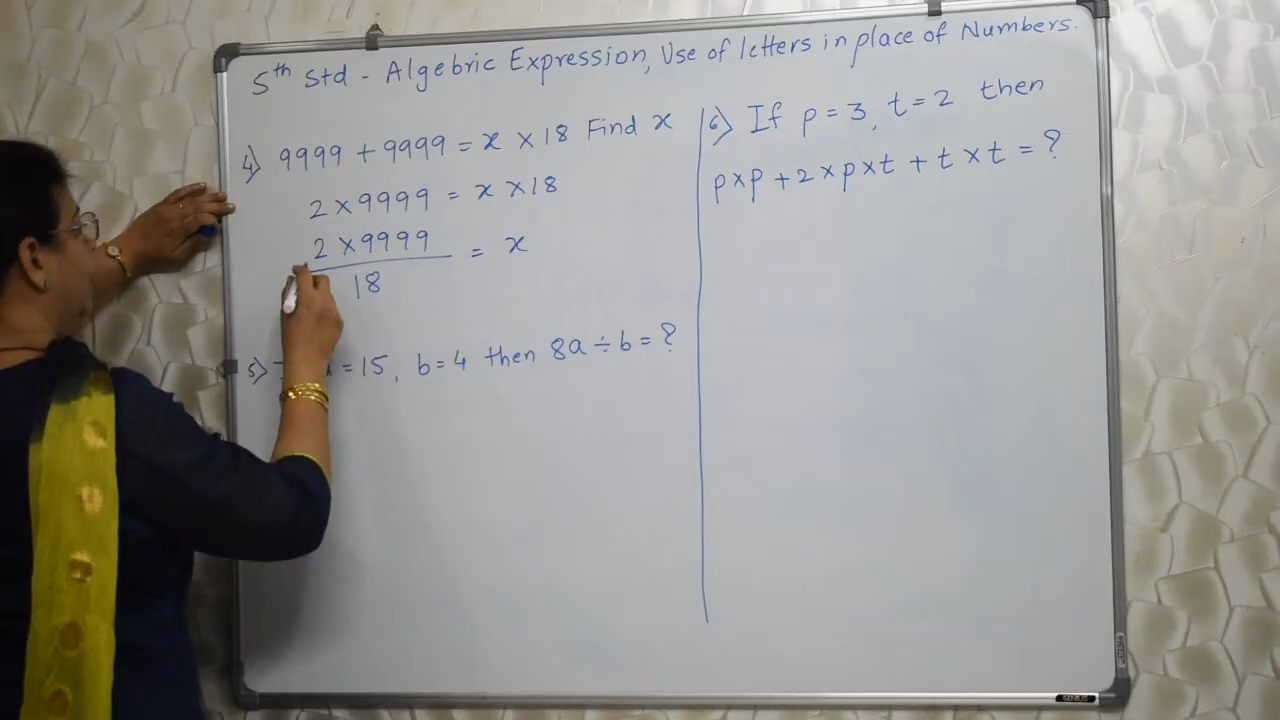 5th Std - Algebric Expression, Use of letters in place of Numbers.
4) 9999 + 9999 = x × 18 Find x
2 × 9999 = x × 18
2 × 9999 / 18 = x
5) = 15, b = 4 then 8a ÷ b = ?
6) If p = 3, t = 2 then
p×p + 2×p×t + t×t = ?
GENIUS